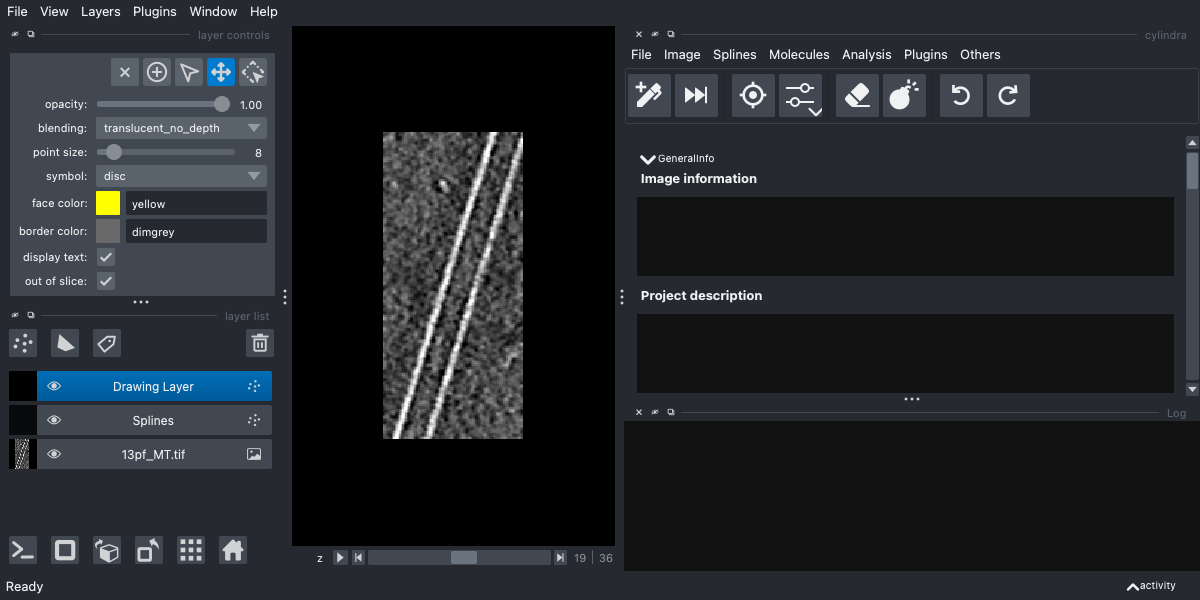 File View Layers Plugins Window Help
layer controls
opacity: 1.00
blending: translucent_no_depth
point size: 8
symbol: disc
face color: yellow
border color: dimgrey
display text:
out of slice:
layer list
Drawing Layer
Splines
13pf_MT.tif
Ready
z 19 36
cylindra
File Image Splines Molecules Analysis Plugins Others
GeneralInfo
Image information
Project description
Log
activity